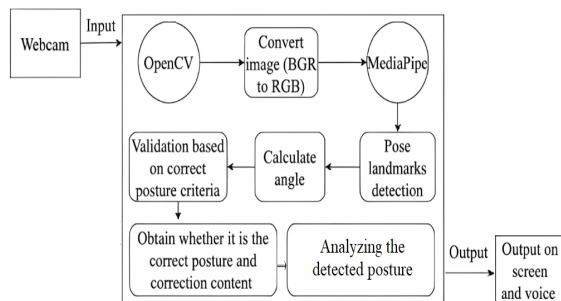 Webcam
Input
OpenCV
Convert
image (BGR
to RGB)
MediaPipe
Validation based
on correct
posture criteria
Calculate
angle
Pose
landmarks
detection
Obtain whether it is the
correct posture and
correction content
Analyzing the
detected posture
Output
Output on
screen
and voice